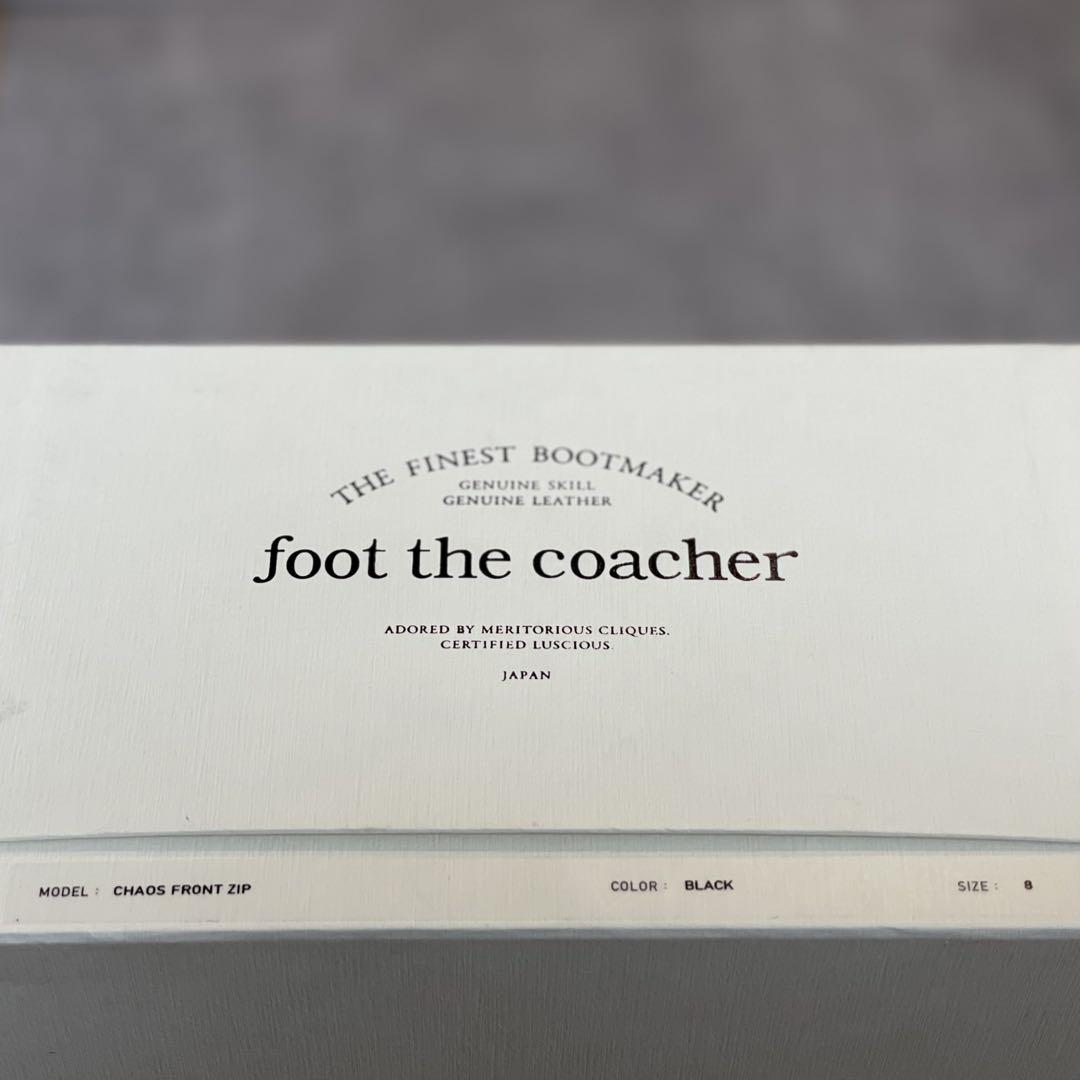 THE FINEST BOOTMAKER
GENUINE SKILL
GENUINE LEATHER
foot the coacher
ADORED BY MERITORIOUS CLIQUES.
CERTIFIED LUSCIOUS.
JAPAN
MODEL : CHAOS FRONT ZIP COLOR : BLACK SIZE : 8